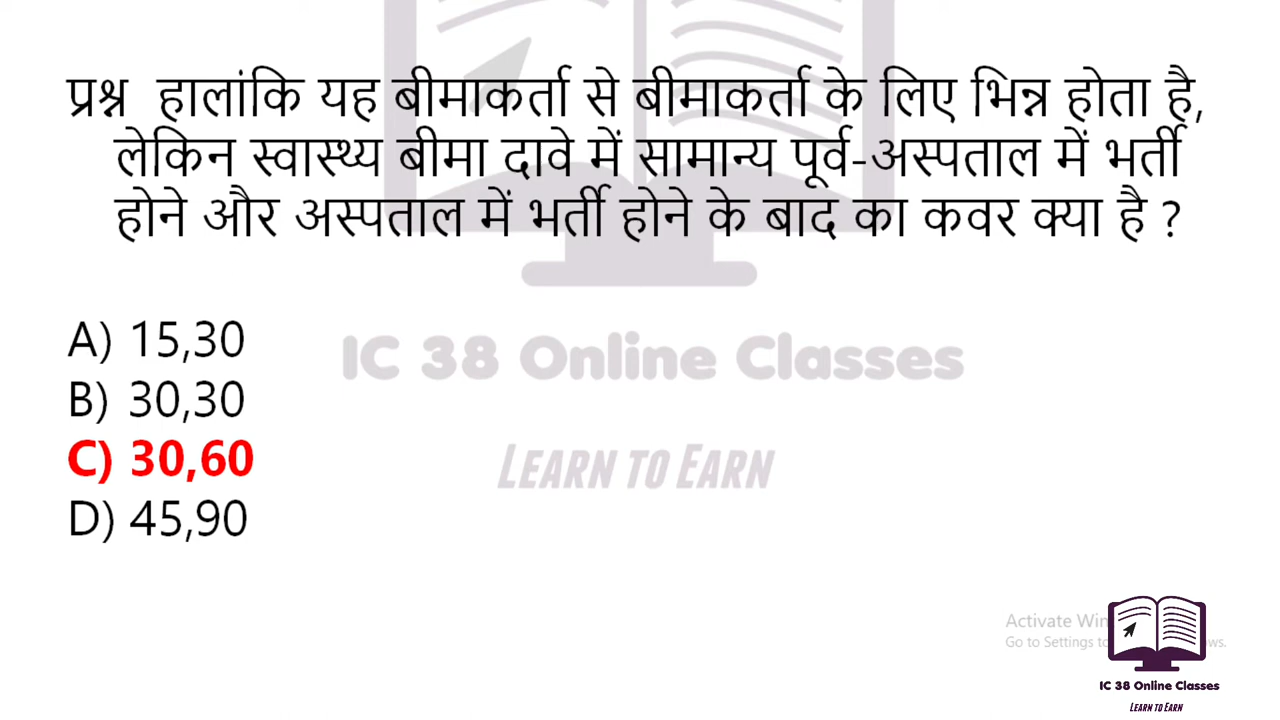 प्रश्न हालांकि यह बीमाकर्ता से बीमाकर्ता के लिए भिन्न होता है,
लेकिन स्वास्थ्य बीमा दावे में सामान्य पूर्व-अस्पताल में भर्ती
होने और अस्पताल में भर्ती होने के बाद का कवर क्या है ?
A) 15,30
IC 38 Online Classes
B) 30,30
C) 30,60
LEARN TO EARN
D) 45,90
Activate
Go to Settings
IC 38 Online Classes
LEARN TO EARN